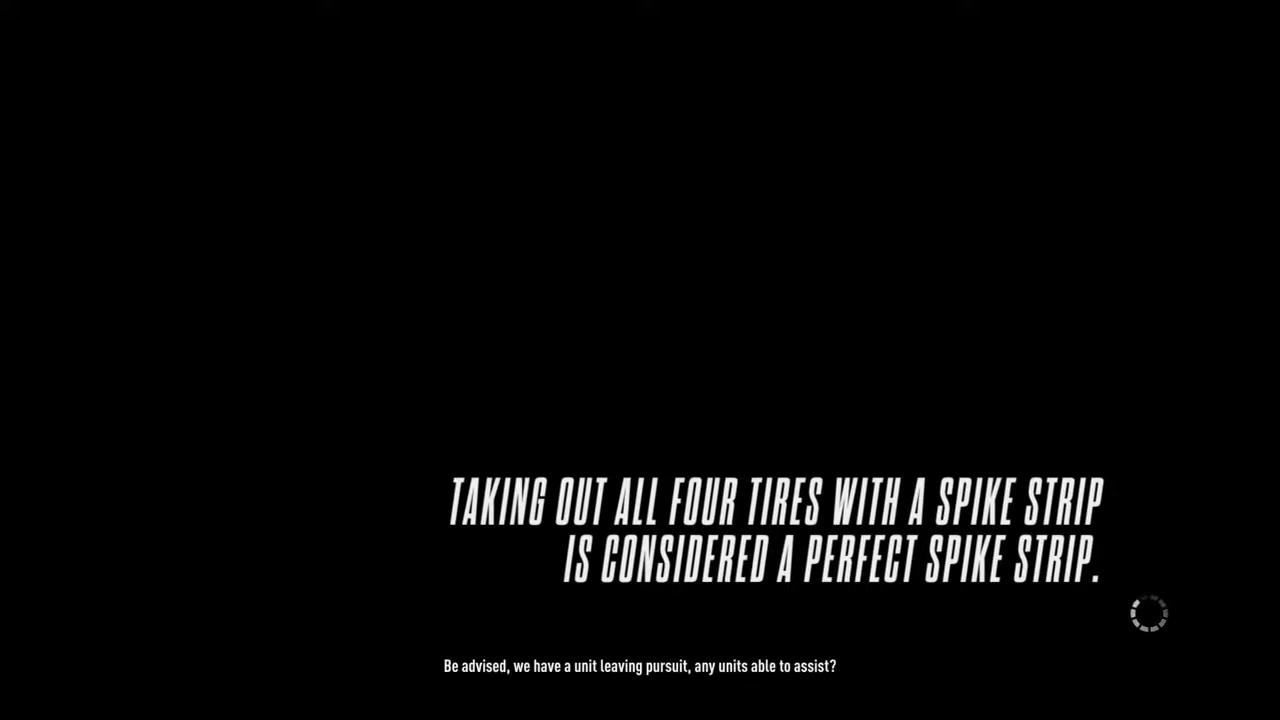 TAKING OUT ALL FOUR TIRES WITH A SPIKE STRIP
IS CONSIDERED A PERFECT SPIKE STRIP.
Be advised, we have a unit leaving pursuit, any units able to assist?